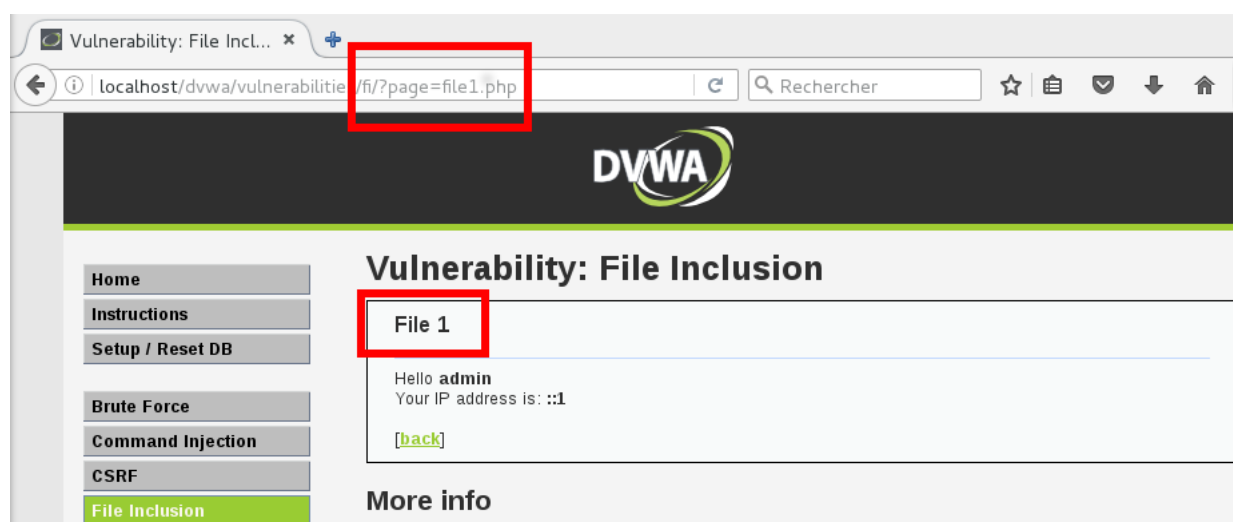 Vulnerability: File Incl...
localhost/dvwa/vulnerabilitie /fi/?page=file1.php
Rechercher
DVWA
Home
Instructions
Setup / Reset DB
Brute Force
Command Injection
CSRF
File Inclusion
Vulnerability: File Inclusion
File 1
Hello admin
Your IP address is: ::1
[back]
More info